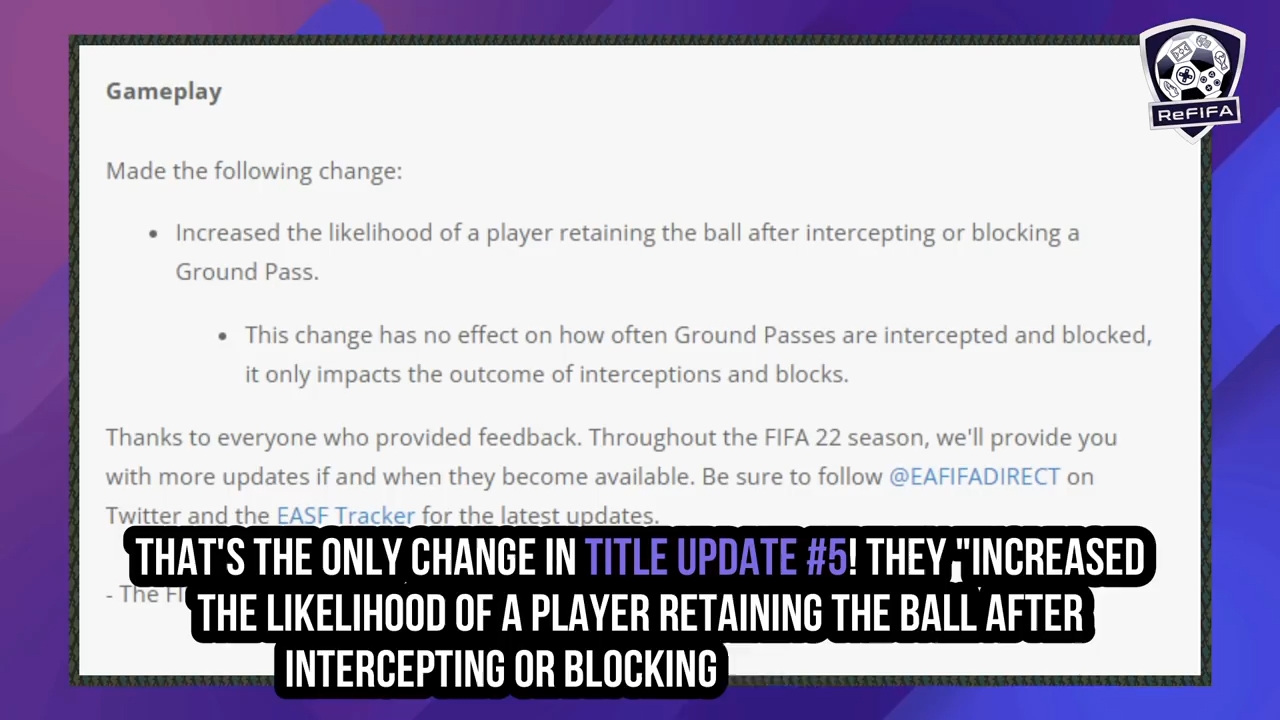 ReFIFA
Gameplay
Made the following change:
• Increased the likelihood of a player retaining the ball after intercepting or blocking a
Ground Pass.
• This change has no effect on how often Ground Passes are intercepted and blocked,
it only impacts the outcome of interceptions and blocks.
Thanks to everyone who provided feedback. Throughout the FIFA 22 season, we'll provide you
with more updates if and when they become available. Be sure to follow @EAFIFADIRECT on
Twitter and the EASF Tracker for the latest updates.
- The FI
THAT'S THE ONLY CHANGE IN TITLE UPDATE #5! THEY "INCREASED
THE LIKELIHOOD OF A PLAYER RETAINING THE BALL AFTER
INTERCEPTING OR BLOCKING